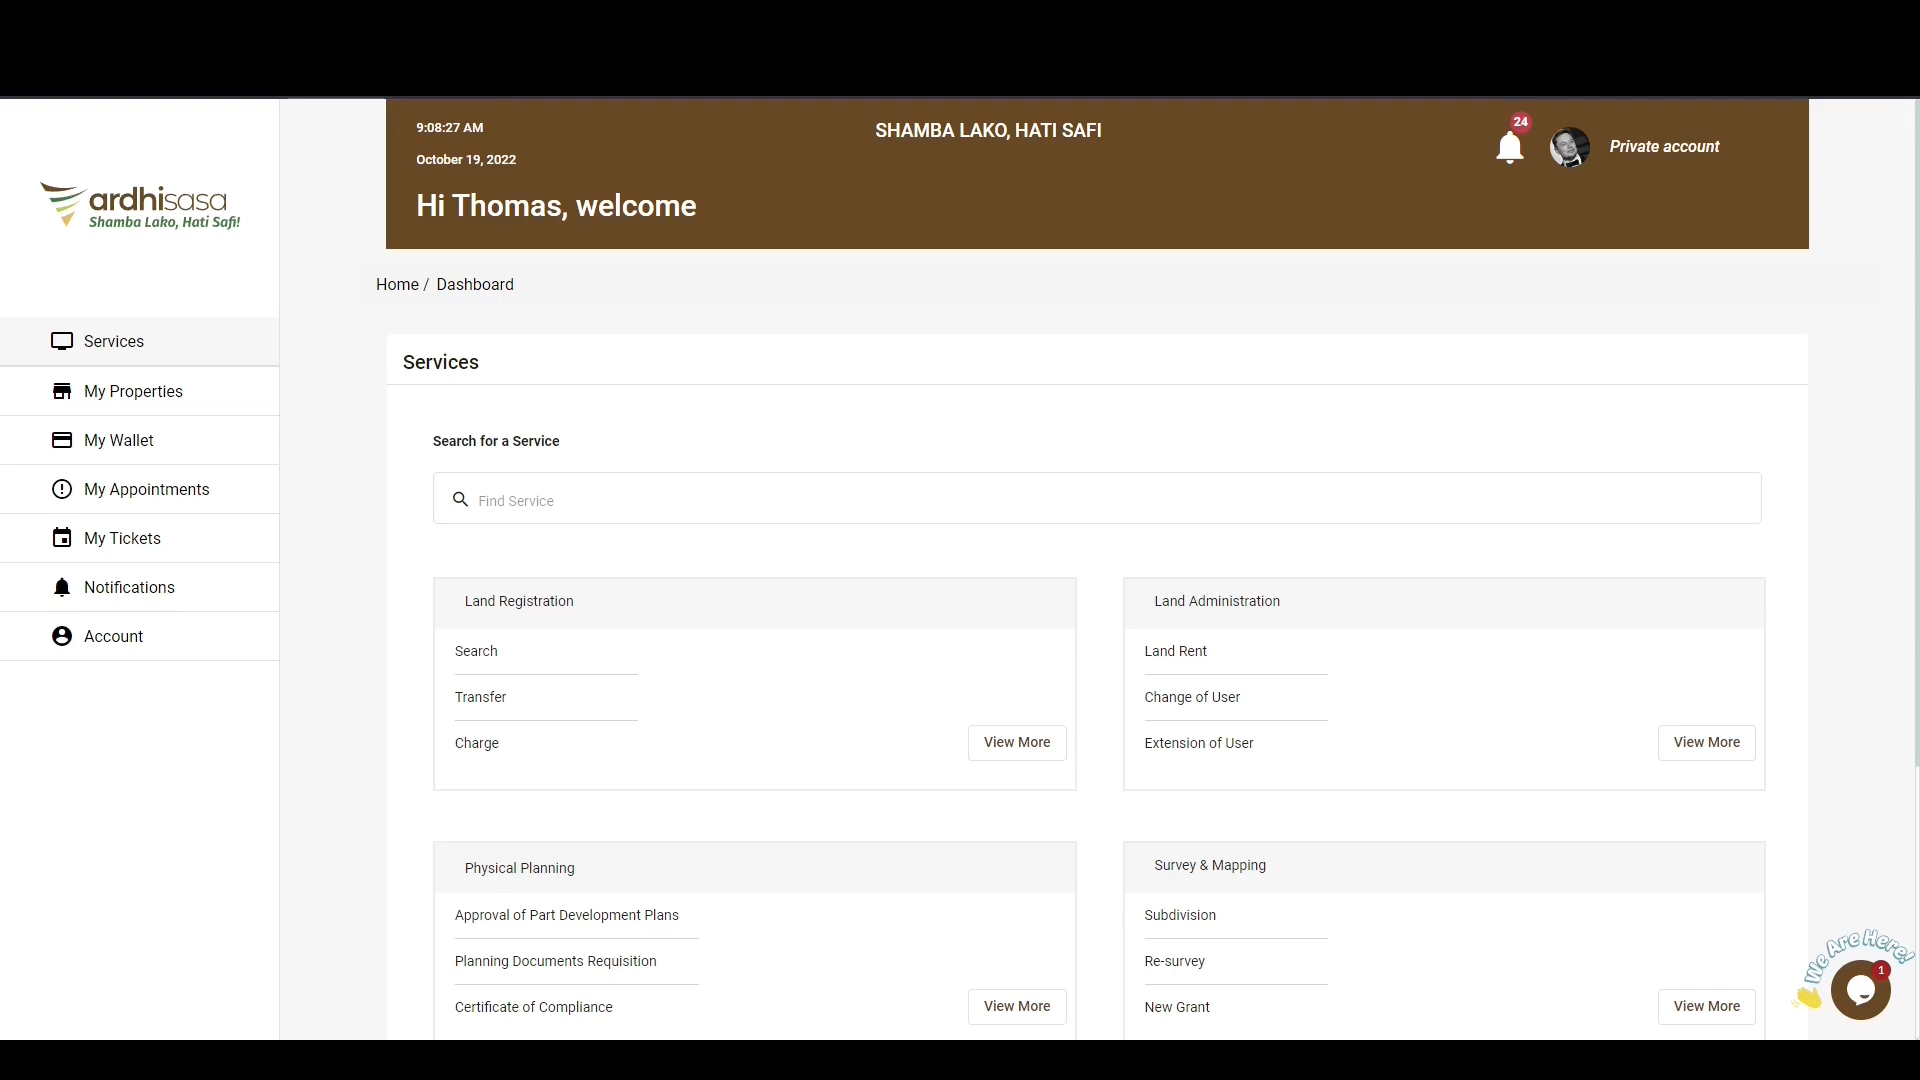 9:08:27 AM
SHAMBA LAKO, HATI SAFI
24
Private account
October 19, 2022
Hi Thomas, welcome
ardhisasa
Shamba Lako, Hati Safi!
Home / Dashboard
Services
My Properties
My Wallet
My Appointments
My Tickets
Notifications
Account
Services
Search for a Service
Find Service
Land Registration
Search
Transfer
Charge
View More
Land Administration
Land Rent
Change of User
Extension of User
View More
Physical Planning
Approval of Part Development Plans
Planning Documents Requisition
Certificate of Compliance
View More
Survey & Mapping
Subdivision
Re-survey
New Grant
View More
We Are Here!
1